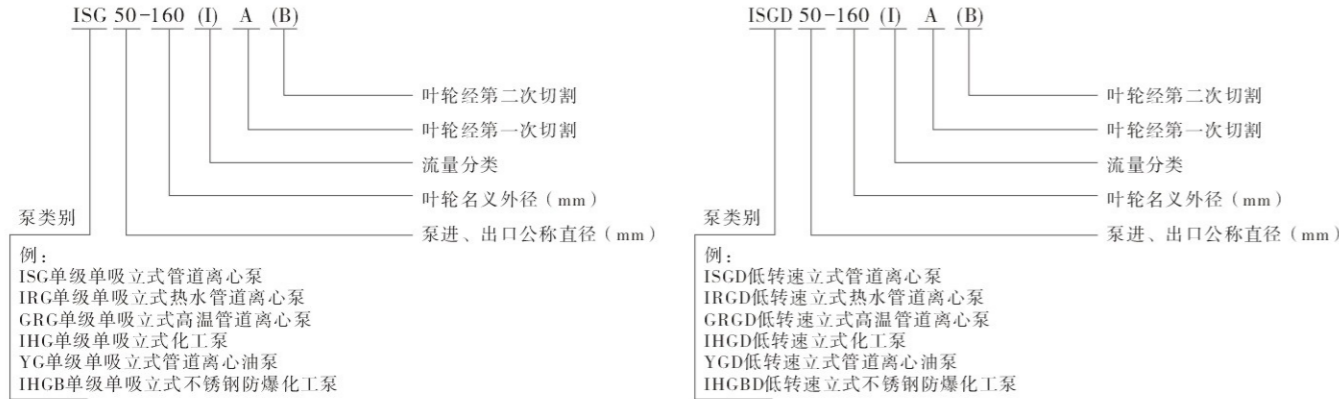 ISG 50-160 (I) A (B)
叶轮经第二次切割
叶轮经第一次切割
流量分类
叶轮名义外径（mm）
泵进、出口公称直径（mm）
泵类别
例：
ISG单级单吸立式管道离心泵
IRG单级单吸立式热水管道离心泵
GRG单级单吸立式高温管道离心泵
IHG单级单吸立式化工泵
YG单级单吸立式管道离心油泵
IHGB单级单吸立式不锈钢防爆化工泵
ISGD 50-160 (I) A (B)
叶轮经第二次切割
叶轮经第一次切割
流量分类
叶轮名义外径（mm）
泵进、出口公称直径（mm）
泵类别
例：
ISGD低转速立式管道离心泵
IRGD低转速立式热水管道离心泵
GRGD低转速立式高温管道离心泵
IHGD低转速立式化工泵
YGD低转速立式管道离心油泵
IHGBD低转速立式不锈钢防爆化工泵